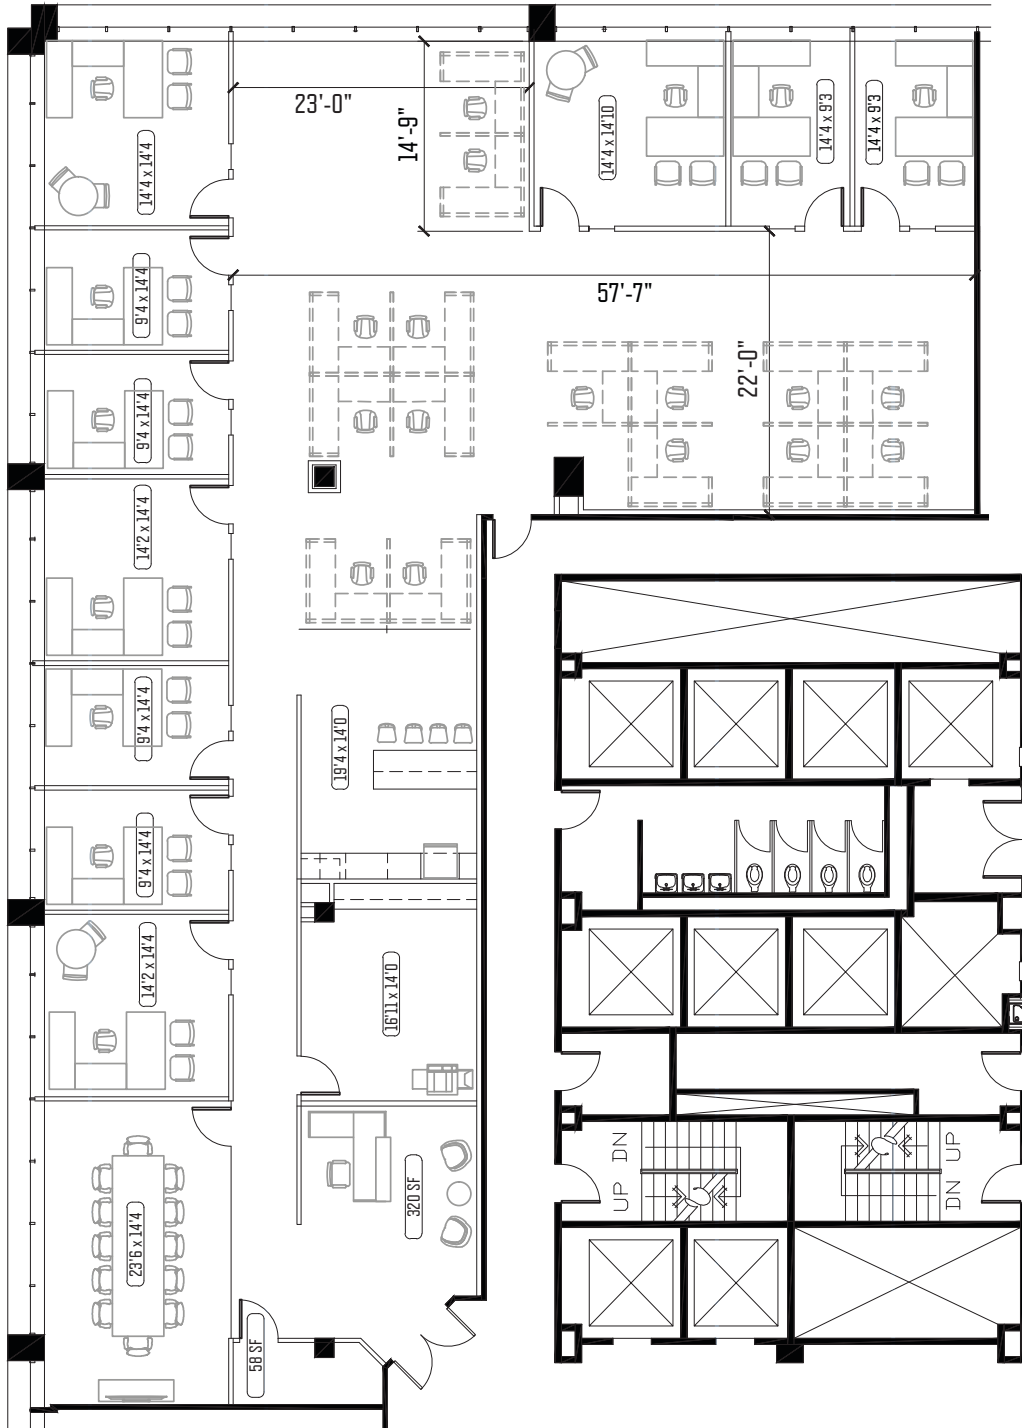 23'-0"
14'-9"
14'4 x 14'4
14'4 x 14'10
14'4 x 9'3
14'4 x 9'3
9'4 x 14'4
57'-7"
22'-0"
9'4 x 14'4
14'2 x 14'4
9'4 x 14'4
19'4 x 14'0
9'4 x 14'4
14'2 x 14'4
16'11 x 14'0
23'6 x 14'4
320 SF
58 SF
UP DN
DN UP